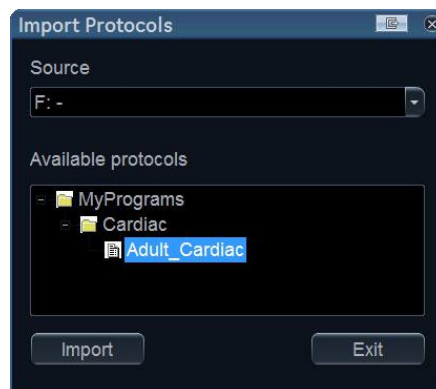 Import Protocols
Source
F: -
Available protocols
MyPrograms
Cardiac
Adult_Cardiac
Import
Exit